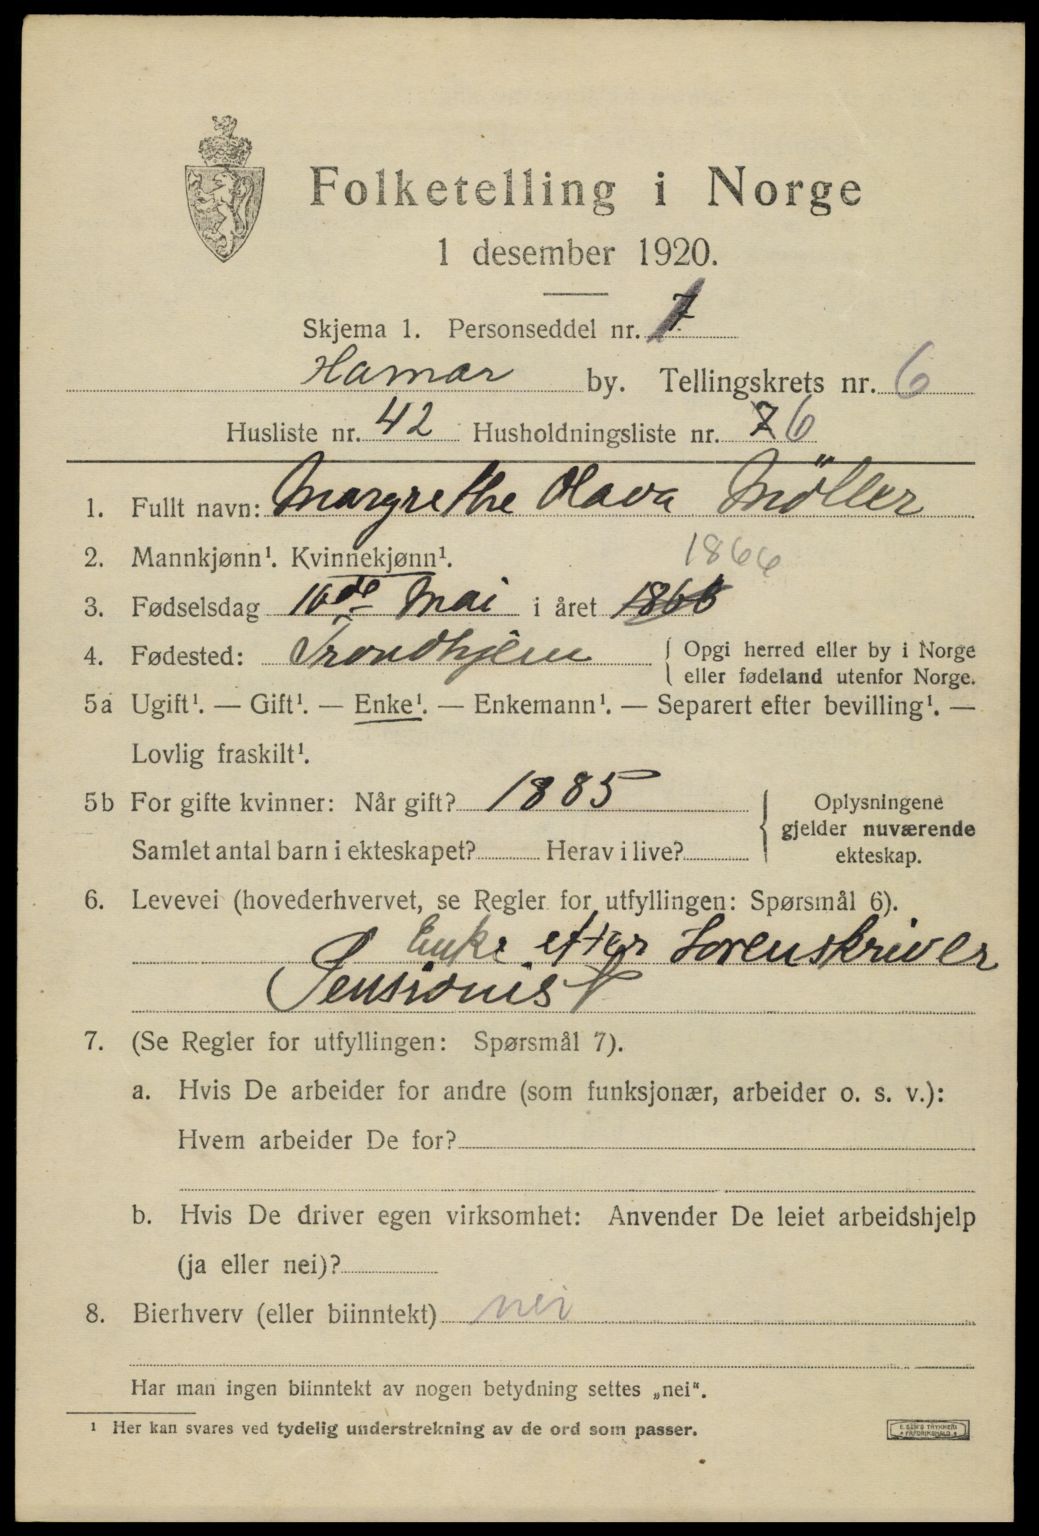 Folketelling i Norge
1 desember 1920.
Skjema 1. Personseddel nr. 7
Hamar by. Tellingskrets nr. 6
Husliste nr. 42 Husholdningsliste nr. 7 6
1. Fullt navn: Margrethe Olava Möller
2. Mannkjønn¹. Kvinnekjønn¹. 1866
3. Fødselsdag 16de Mai i året 1866
4. Fødested: Trondhjem { Opgi herred eller by i Norge
eller fødeland utenfor Norge.
5a Ugift¹. — Gift¹. — Enke¹. — Enkemann¹. — Separert efter bevilling¹. —
Lovlig fraskilt¹.
5b For gifte kvinner: Når gift? 1885 { Oplysningene
gjelder nuværende
Samlet antal barn i ekteskapet? Herav i live? ekteskap.
6. Levevei (hovederhvervet, se Regler for utfyllingen: Spørsmål 6).
Enke etter Sorenskriver
Pensionist
7. (Se Regler for utfyllingen: Spørsmål 7).
a. Hvis De arbeider for andre (som funksjonær, arbeider o. s. v.):
Hvem arbeider De for?
b. Hvis De driver egen virksomhet: Anvender De leiet arbeidshjelp
(ja eller nei)?
8. Bierhverv (eller biinntekt) nei
Har man ingen biinntekt av nogen betydning settes „nei".
¹ Her kan svares ved tydelig understrekning av de ord som passer.